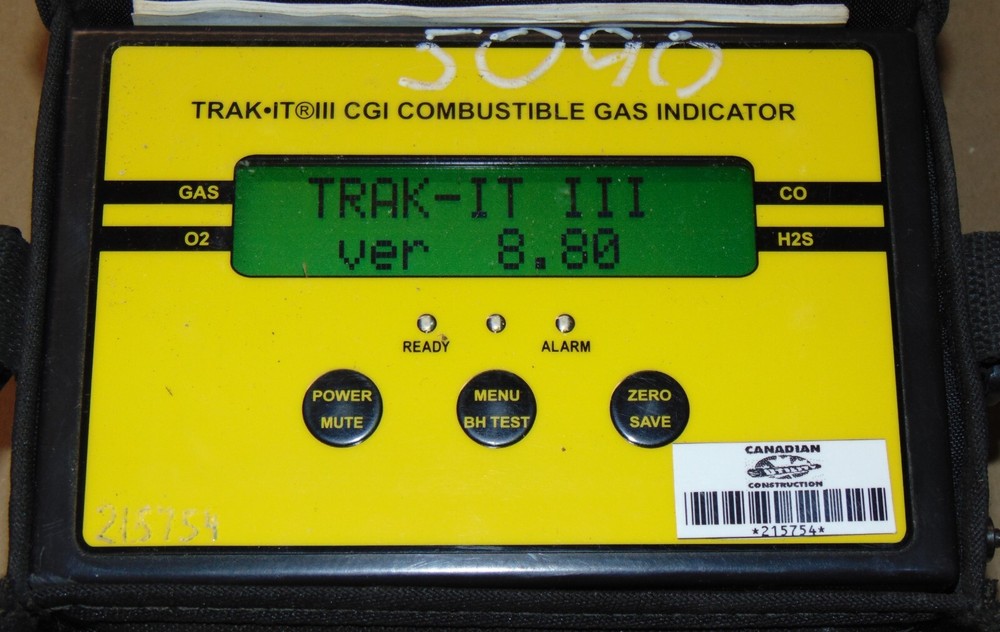 5090
TRAK•IT®III CGI COMBUSTIBLE GAS INDICATOR
GAS
CO
TRAK-IT III
ver 8.80
O2
H2S
READY
ALARM
POWER
MUTE
MENU
BH TEST
ZERO
SAVE
CANADIAN
UTILITY
CONSTRUCTION
*215754*
215754